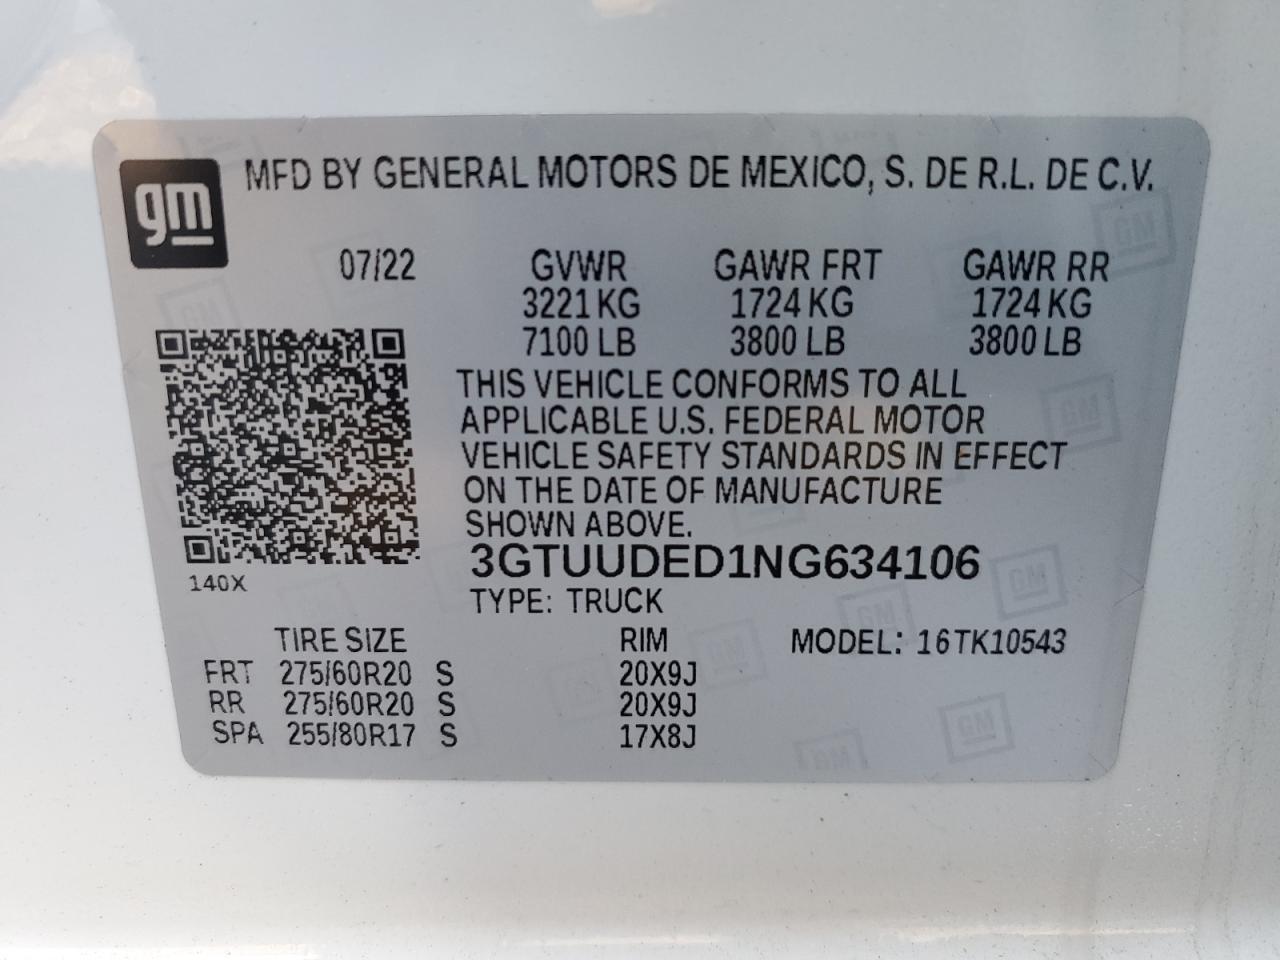 gm MFD BY GENERAL MOTORS DE MEXICO, S. DE R.L. DE C.V.
07/22 GVWR GAWR FRT GAWR RR
3221 KG 1724 KG 1724 KG
7100 LB 3800 LB 3800 LB
THIS VEHICLE CONFORMS TO ALL
APPLICABLE U.S. FEDERAL MOTOR
VEHICLE SAFETY STANDARDS IN EFFECT
ON THE DATE OF MANUFACTURE
SHOWN ABOVE.
3GTUUDED1NG634106
140X
TYPE: TRUCK
TIRE SIZE RIM MODEL: 16TK10543
FRT 275/60R20 S 20X9J
RR 275/60R20 S 20X9J
SPA 255/80R17 S 17X8J